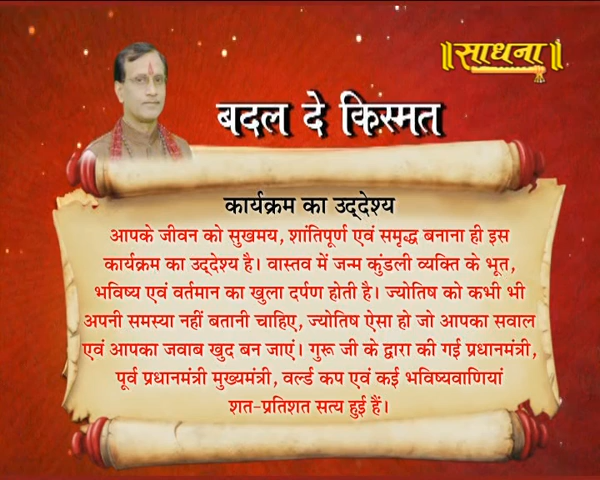 ॥साधना॥
बदल दे किस्मत
कार्यक्रम का उद्देश्य
आपके जीवन को सुखमय, शांतिपूर्ण एवं समृद्ध बनाना ही इस
कार्यक्रम का उद्देश्य है। वास्तव में जन्म कुंडली व्यक्ति के भूत,
भविष्य एवं वर्तमान का खुला दर्पण होती है। ज्योतिष को कभी भी
अपनी समस्या नहीं बतानी चाहिए, ज्योतिष ऐसा हो जो आपका सवाल
एवं आपका जवाब खुद बन जाएं। गुरू जी के द्वारा की गई प्रधानमंत्री,
पूर्व प्रधानमंत्री मुख्यमंत्री, वर्ल्ड कप एवं कई भविष्यवाणियां
शत-प्रतिशत सत्य हुई हैं।